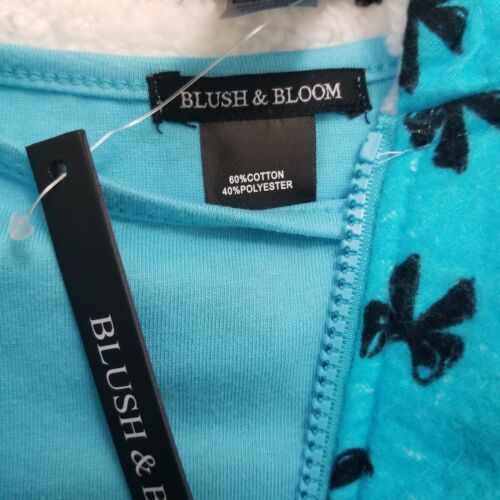 BLUSH & BLOOM
60%COTTON
40%POLYESTER
BLUSH & B